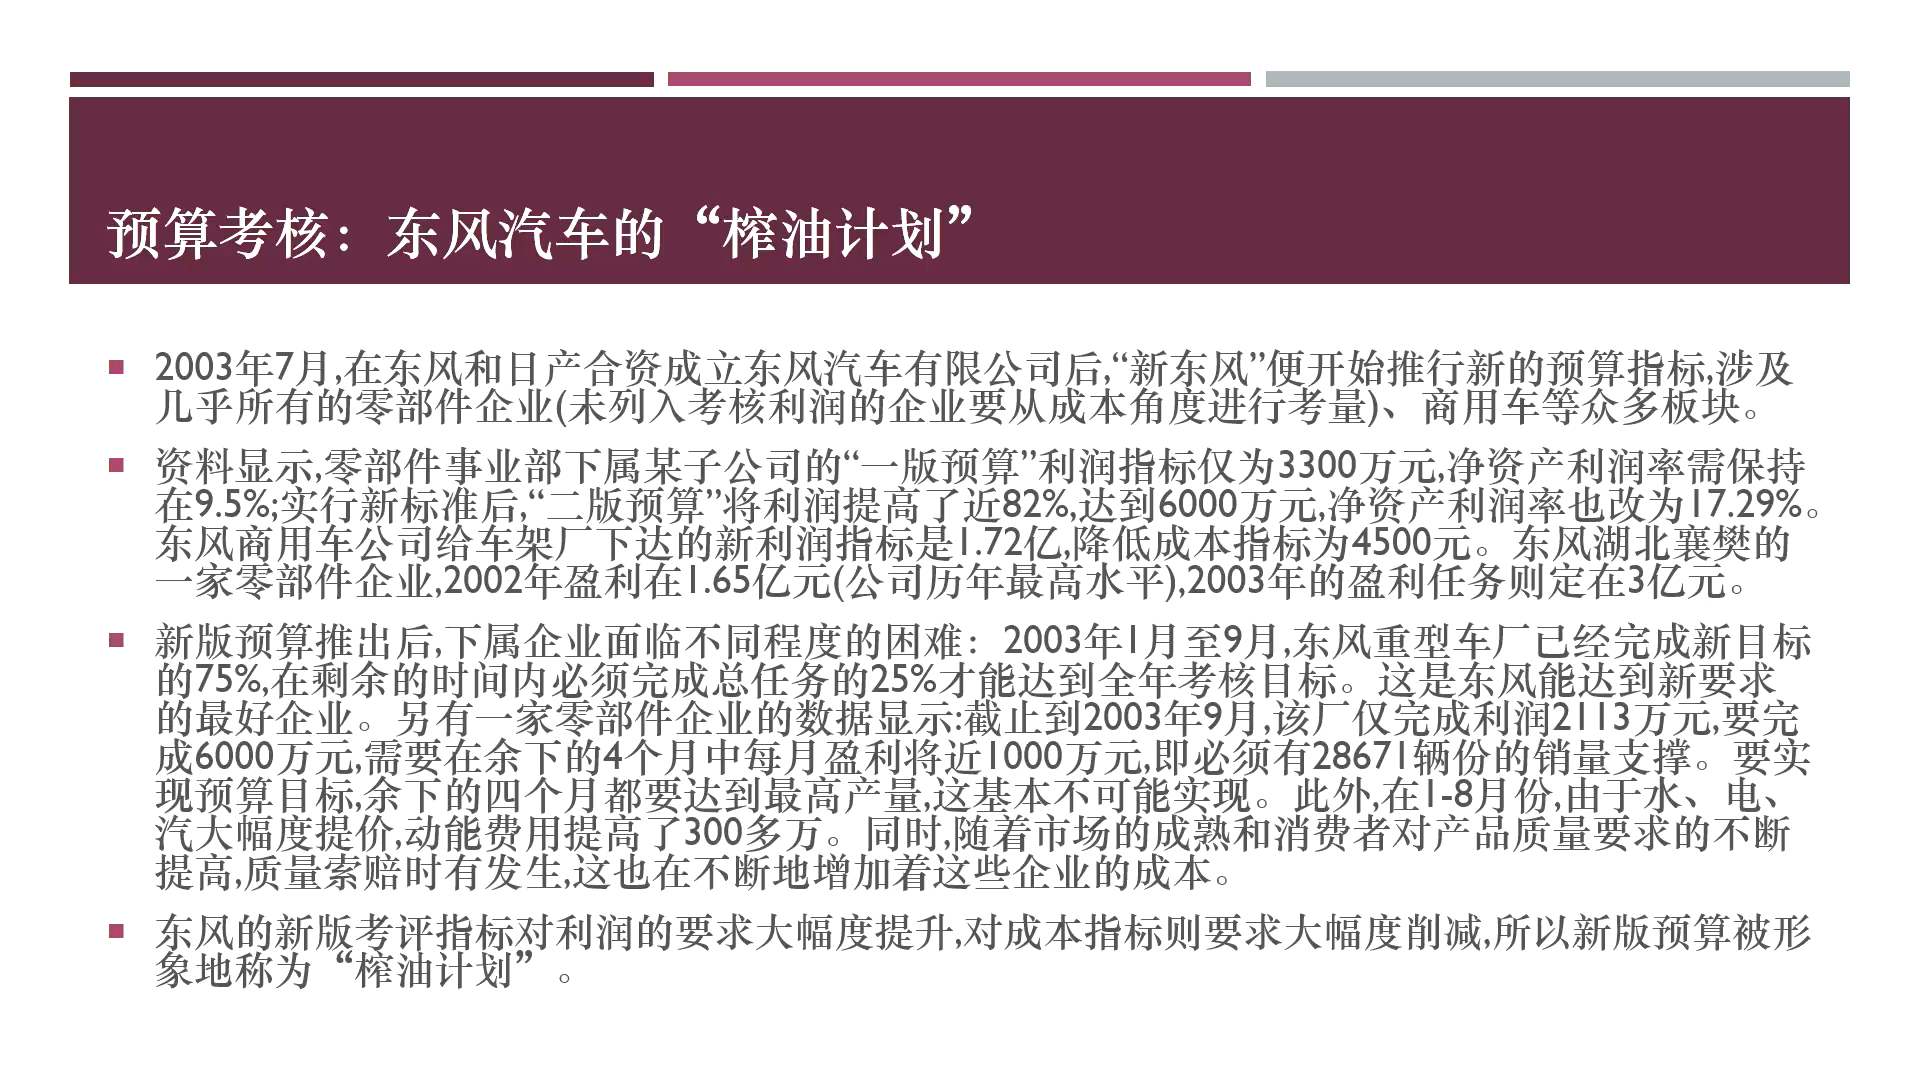 预算考核：东风汽车的“榨油计划”
2003年7月,在东风和日产合资成立东风汽车有限公司后,“新东风”便开始推行新的预算指标,涉及
几乎所有的零部件企业(未列入考核利润的企业要从成本角度进行考量)、商用车等众多板块。
资料显示,零部件事业部下属某子公司的“一版预算”利润指标仅为3300万元,净资产利润率需保持
在9.5%;实行新标准后,“二版预算”将利润提高了近82%,达到6000万元,净资产利润率也改为17.29%。
东风商用车公司给车架厂下达的新利润指标是1.72亿,降低成本指标为4500元。东风湖北襄樊的
一家零部件企业,2002年盈利在1.65亿元(公司历年最高水平),2003年的盈利任务则定在3亿元。
新版预算推出后,下属企业面临不同程度的困难：2003年1月至9月,东风重型车厂已经完成新目标
的75%,在剩余的时间内必须完成总任务的25%才能达到全年考核目标。这是东风能达到新要求
的最好企业。另有一家零部件企业的数据显示:截止到2003年9月,该厂仅完成利润2113万元,要完
成6000万元,需要在余下的4个月中每月盈利将近1000万元,即必须有28671辆份的销量支撑。要实
现预算目标,余下的四个月都要达到最高产量,这基本不可能实现。此外,在1-8月份,由于水、电、
汽大幅度提价,动能费用提高了300多万。同时,随着市场的成熟和消费者对产品质量要求的不断
提高,质量索赔时有发生,这也在不断地增加着这些企业的成本。
东风的新版考评指标对利润的要求大幅度提升,对成本指标则要求大幅度削减,所以新版预算被形
象地称为“榨油计划”。